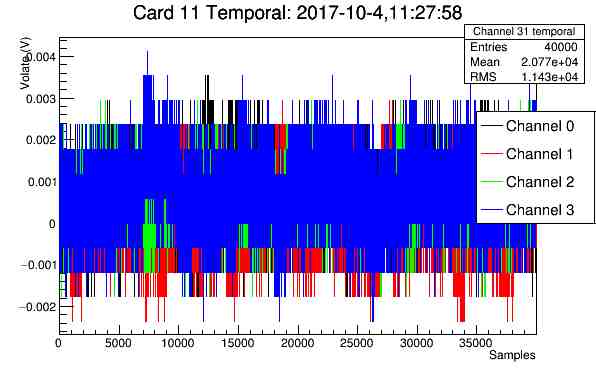 Card 11 Temporal: 2017-10-4,11:27:58
Channel 31 temporal
Entries 40000
Mean 2.077e+04
RMS 1.143e+04
Volate (V)
0.004
0.003
0.002
0.001
0
−0.001
−0.002
Channel 0
Channel 1
Channel 2
Channel 3
0 5000 10000 15000 20000 25000 30000 35000
Samples